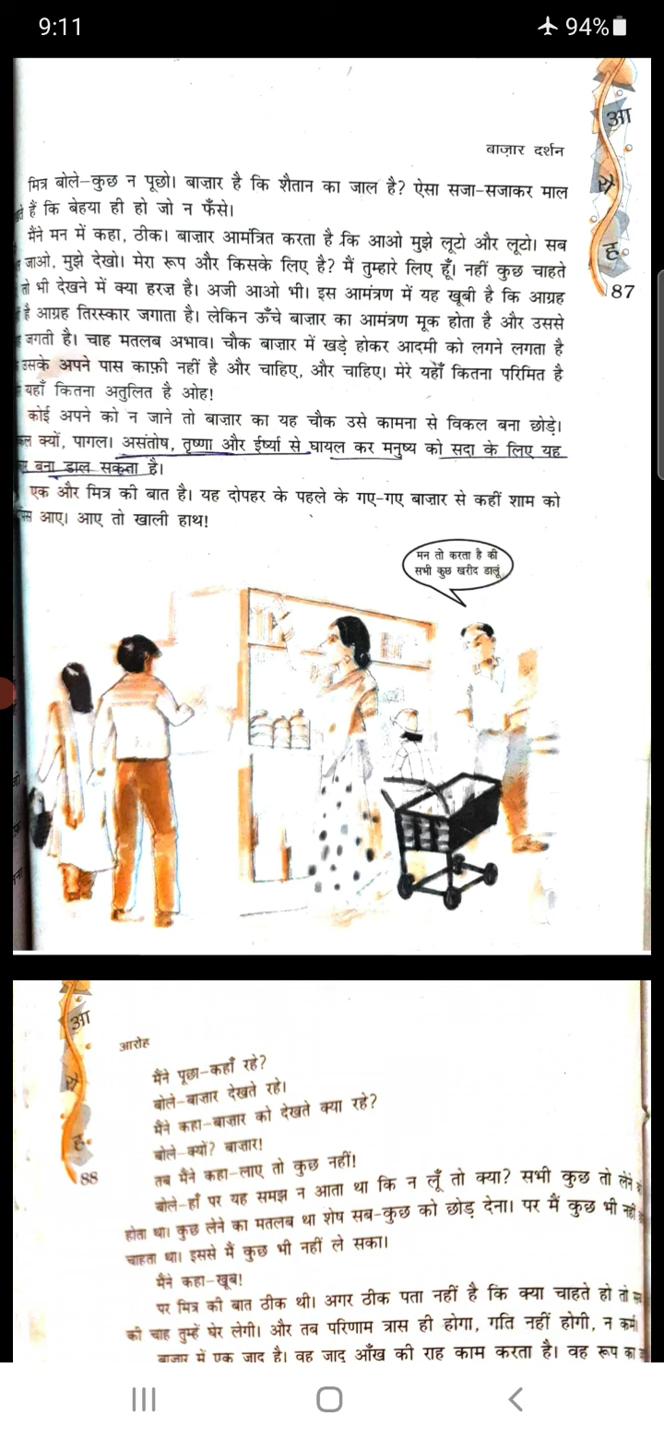 9:11
94%
बाज़ार दर्शन
आ
रो
ह
87
मित्र बोले–कुछ न पूछो। बाज़ार है कि शैतान का जाल है? ऐसा सजा-सजाकर माल
हैं कि बेहया ही हो जो न फँसे।
मैंने मन में कहा, ठीक। बाज़ार आमंत्रित करता है कि आओ मुझे लूटो और लूटो। सब
जाओ, मुझे देखो। मेरा रूप और किसके लिए है? मैं तुम्हारे लिए हूँ। नहीं कुछ चाहते
भी देखने में क्या हरज है। अजी आओ भी। इस आमंत्रण में यह खूबी है कि आग्रह
है आग्रह तिरस्कार जगाता है। लेकिन ऊँचे बाज़ार का आमंत्रण मूक होता है और उससे
जगती है। चाह मतलब अभाव। चौक बाज़ार में खड़े होकर आदमी को लगने लगता है
उसके अपने पास काफ़ी नहीं है और चाहिए, और चाहिए। मेरे यहाँ कितना परिमित है
यहाँ कितना अतुलित है ओह!
कोई अपने को न जाने तो बाज़ार का यह चौक उसे कामना से विकल बना छोड़े।
क्यों, पागल। असंतोष, तृष्णा और ईर्ष्या से घायल कर मनुष्य को सदा के लिए यह
बना डाल सकता है।
एक और मित्र की बात है। यह दोपहर के पहले के गए-गए बाज़ार से कहीं शाम को
आए। आए तो खाली हाथ!
मन तो करता है की
सभी कुछ खरीद डालूं
आ
रो
ह
88
आरोह
मैंने पूछा–कहाँ रहे?
बोले–बाज़ार देखते रहे।
मैंने कहा–बाज़ार को देखते क्या रहे?
बोले–क्यों? बाज़ार!
तब मैंने कहा–लाए तो कुछ नहीं!
बोले–हाँ पर यह समझ न आता था कि न लूँ तो क्या? सभी कुछ तो लेने
होता था। कुछ लेने का मतलब था शेष सब-कुछ को छोड़ देना। पर मैं कुछ भी नहीं
चाहता था। इससे मैं कुछ भी नहीं ले सका।
मैंने कहा–खूब!
पर मित्र की बात ठीक थी। अगर ठीक पता नहीं है कि क्या चाहते हो तो
की चाह तुम्हें घेर लेगी। और तब परिणाम त्रास ही होगा, गति नहीं होगी, न
बाज़ार में एक जादू है। वह जादू आँख की राह काम करता है। वह रूप का